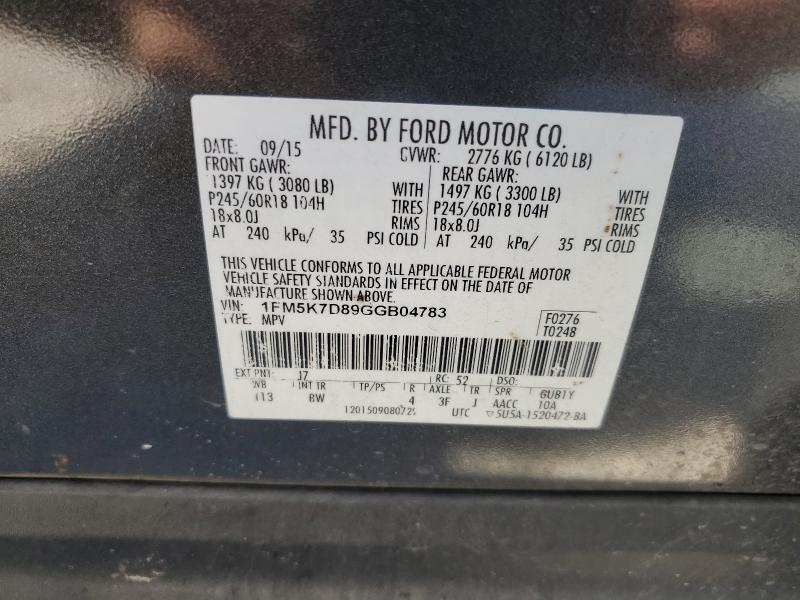 MFD. BY FORD MOTOR CO.
DATE: 09/15 GVWR: 2776 KG ( 6120 LB)
FRONT GAWR: REAR GAWR:
1397 KG ( 3080 LB) WITH 1497 KG ( 3300 LB) WITH
P245/60R18 104H TIRES P245/60R18 104H TIRES
18x8.0J RIMS 18x8.0J RIMS
AT 240 kPa/ 35 PSI COLD AT 240 kPa/ 35 PSI COLD
THIS VEHICLE CONFORMS TO ALL APPLICABLE FEDERAL MOTOR
VEHICLE SAFETY STANDARDS IN EFFECT ON THE DATE OF
MANUFACTURE SHOWN ABOVE.
VIN: 1FM5K7D89GGB04783 F0276
TYPE: MPV T0248
EXT PNT: J7 RC: 52 DSO:
WB INT TR TP/PS R AXLE TR SPR GUB1Y
113 BW 4 3F J AACC 10A
UTC ▽5U5A-1520472-BA